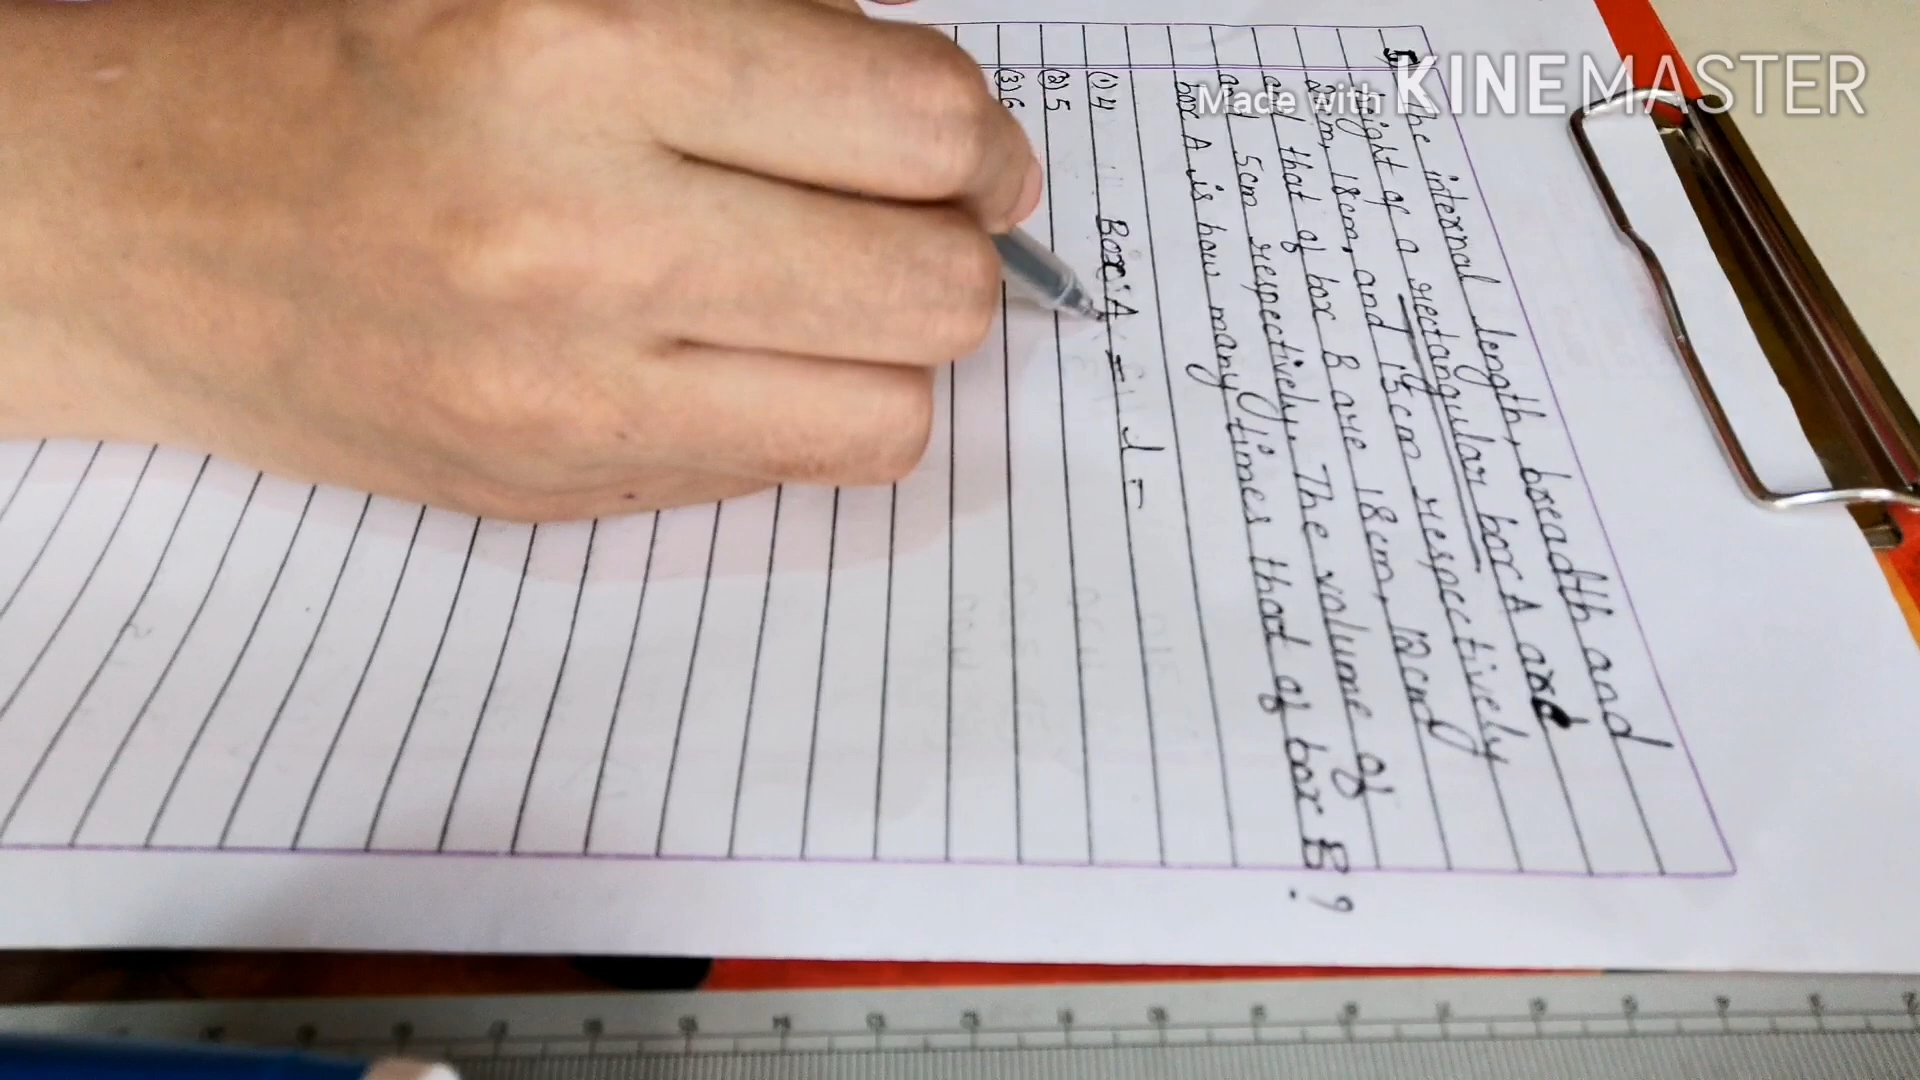 Made with KINEMASTER
5. The internal length, breadth and
height of a rectangular box A are
cm, 18cm, and 15cm respectively
and that of box B are 18cm, 12cm
and 5cm respectively. The volume of
box A is how many times that of box B?
(1) 4 Box A = l =
(2) 5
(3) 6